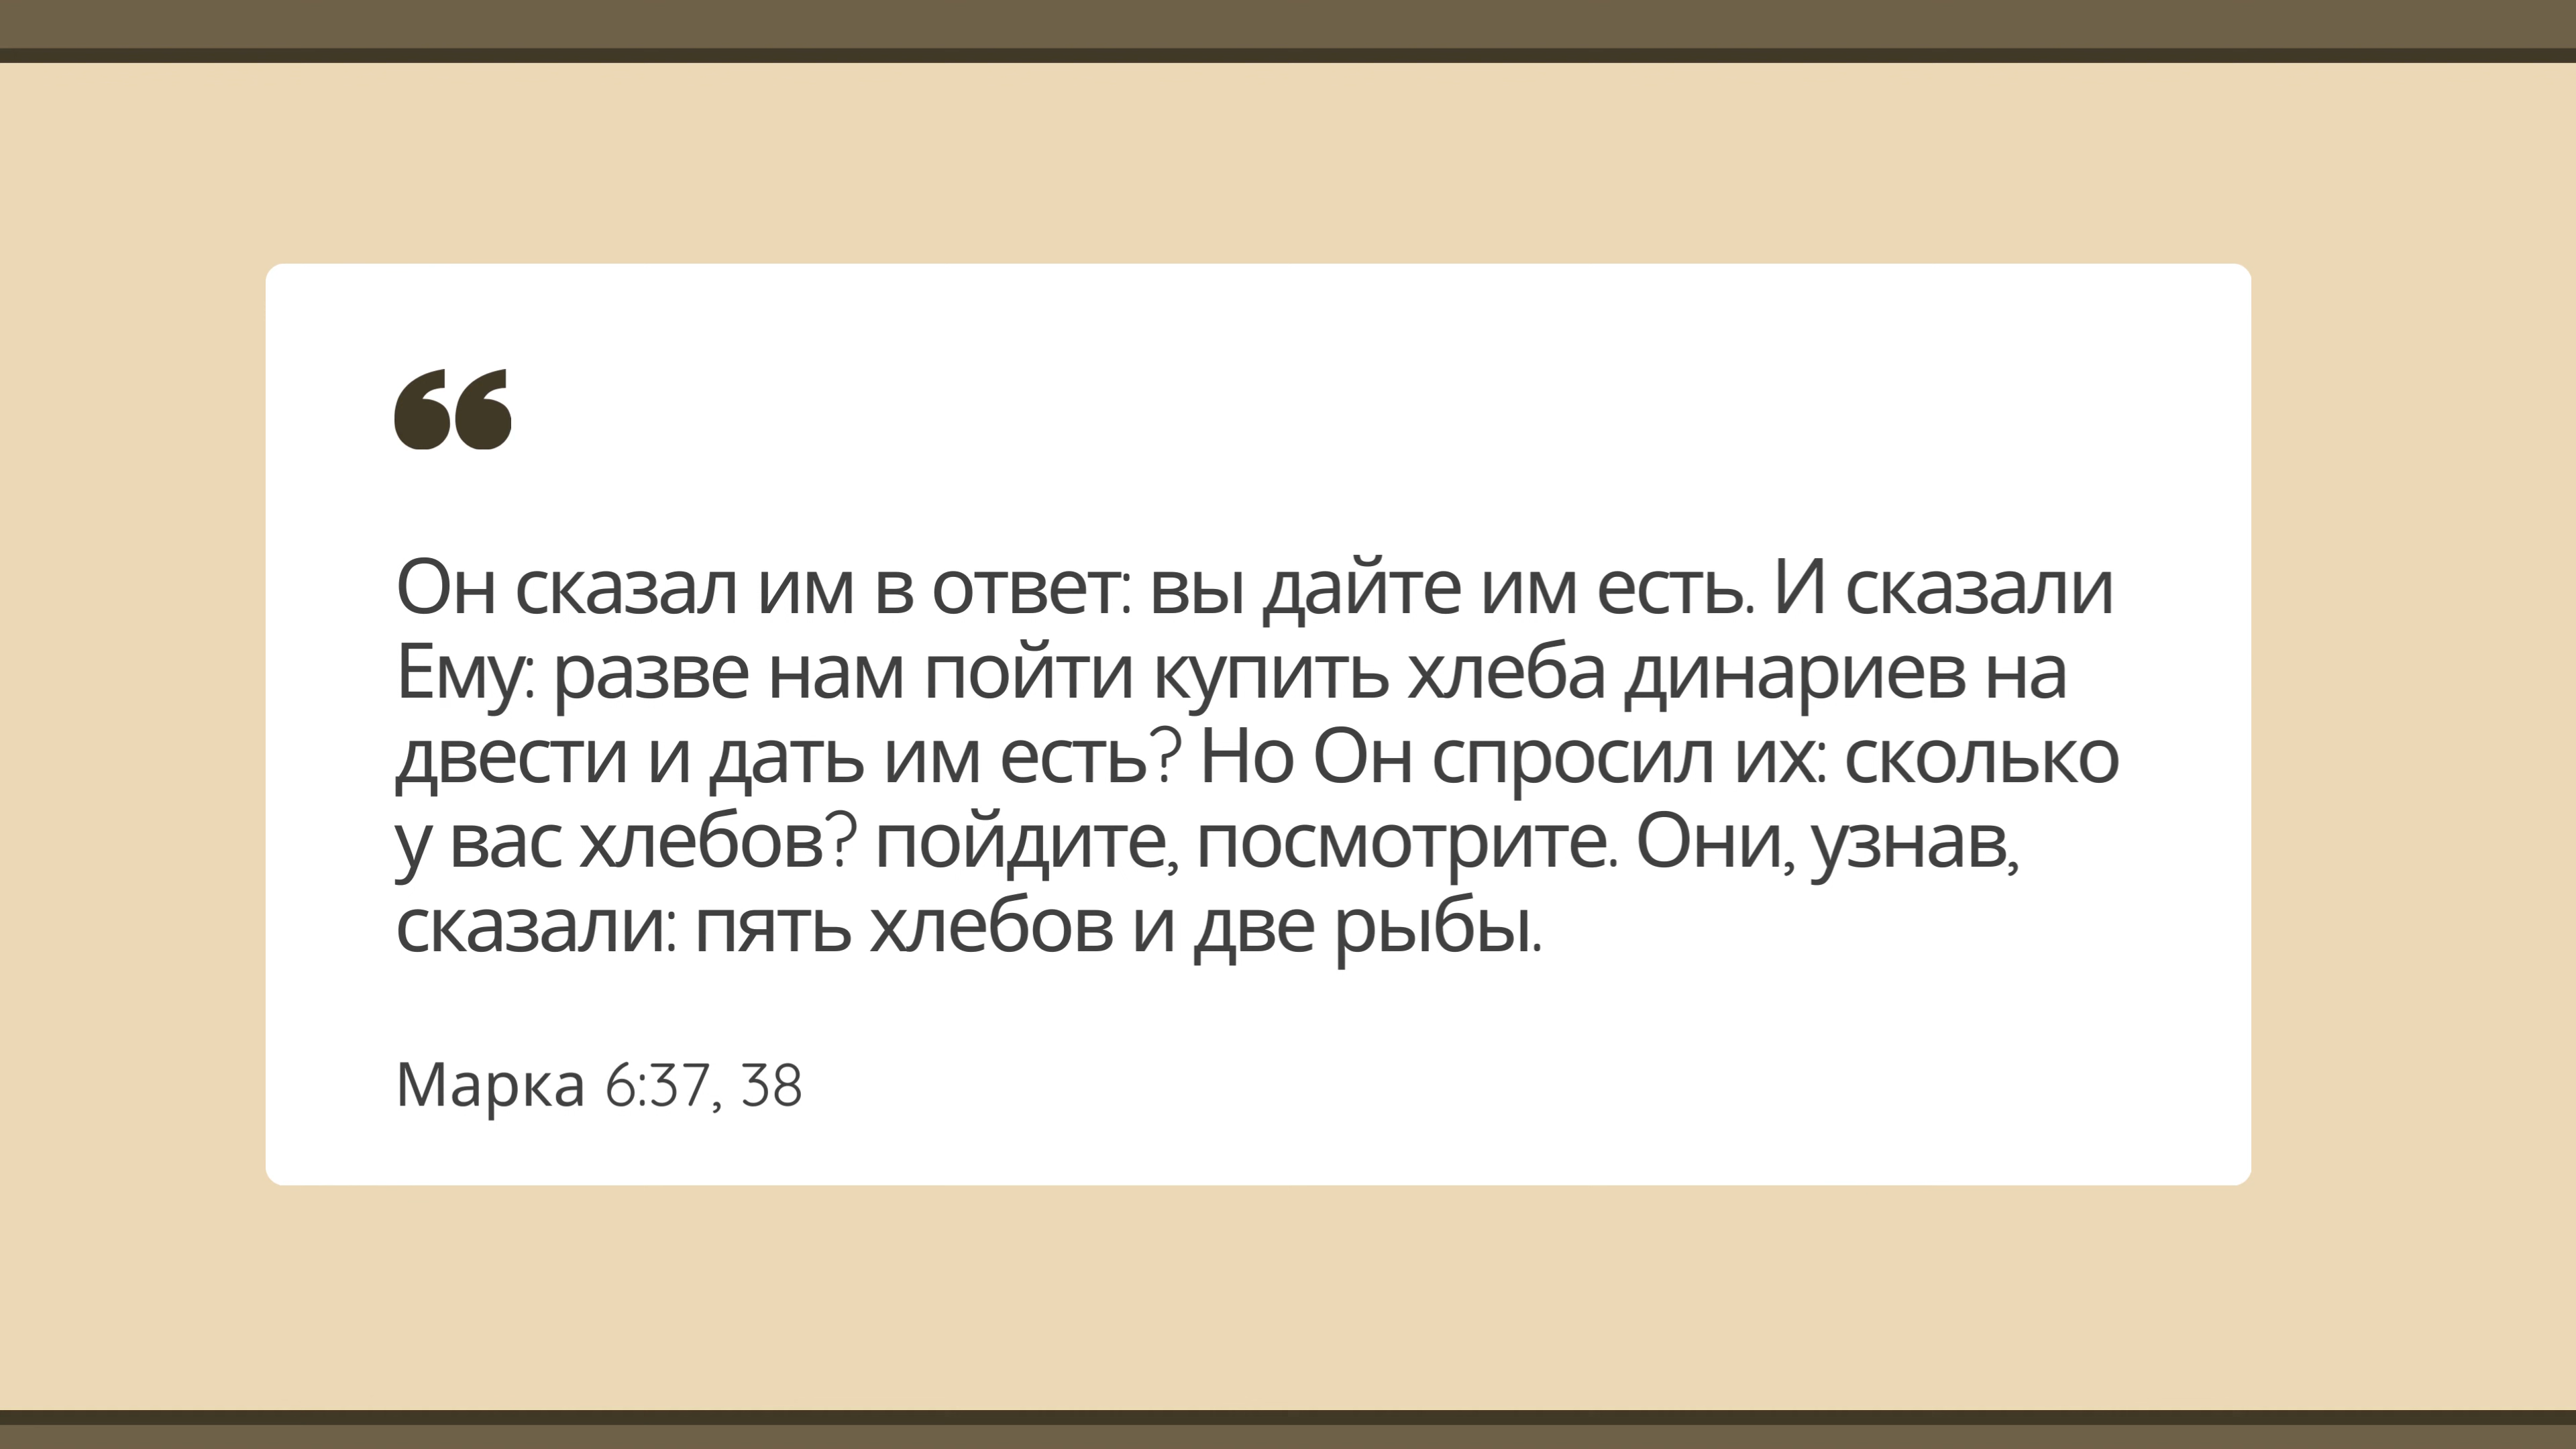 “
Он сказал им в ответ: вы дайте им есть. И сказали
Ему: разве нам пойти купить хлеба динариев на
двести и дать им есть? Но Он спросил их: сколько
у вас хлебов? пойдите, посмотрите. Они, узнав,
сказали: пять хлебов и две рыбы.
Марка 6:37, 38